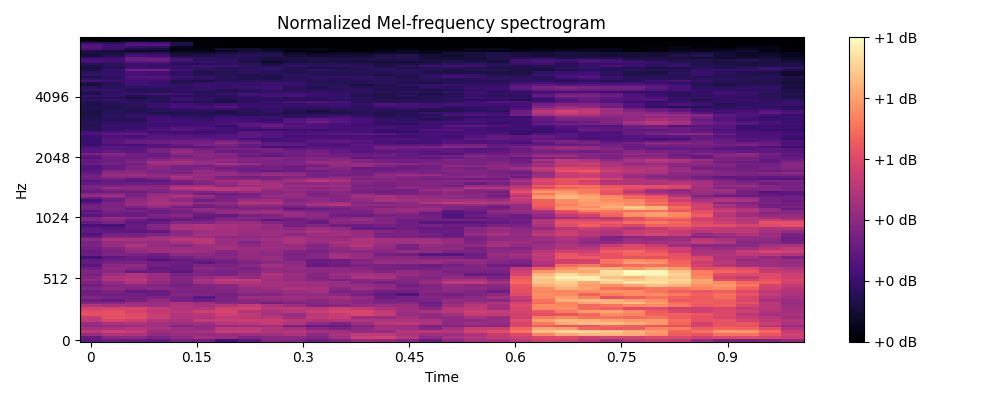 Normalized Mel-frequency spectrogram
Hz
4096
2048
1024
512
0
0 0.15 0.3 0.45 0.6 0.75 0.9
Time
+1 dB
+1 dB
+1 dB
+0 dB
+0 dB
+0 dB